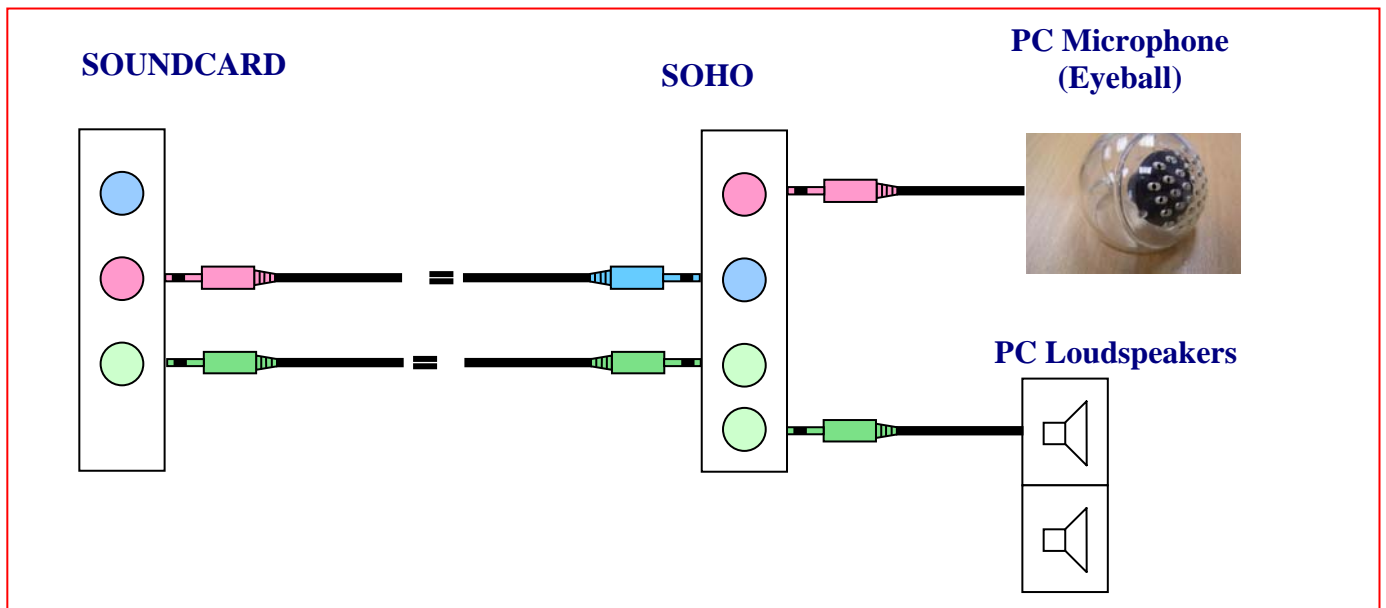 SOUNDCARD
SOHO
PC Microphone
(Eyeball)
PC Loudspeakers